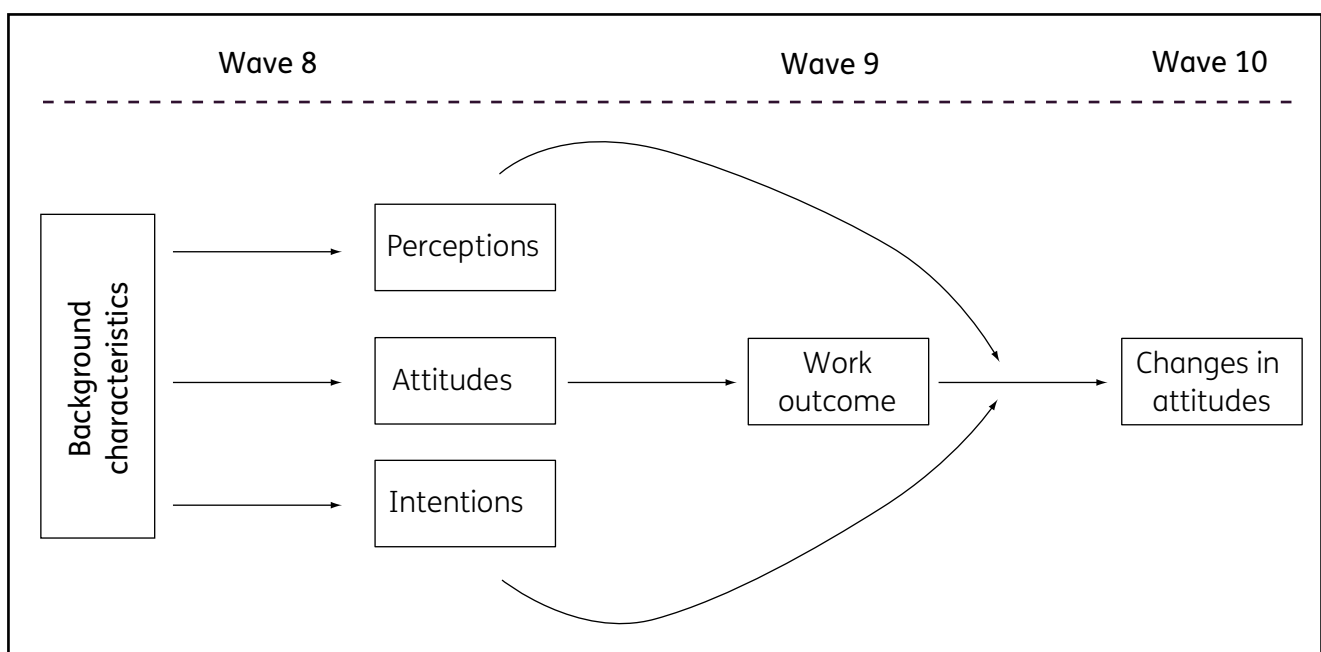 Wave 8
Wave 9
Wave 10
Background
characteristics
Perceptions
Attitudes
Intentions
Work
outcome
Changes in
attitudes